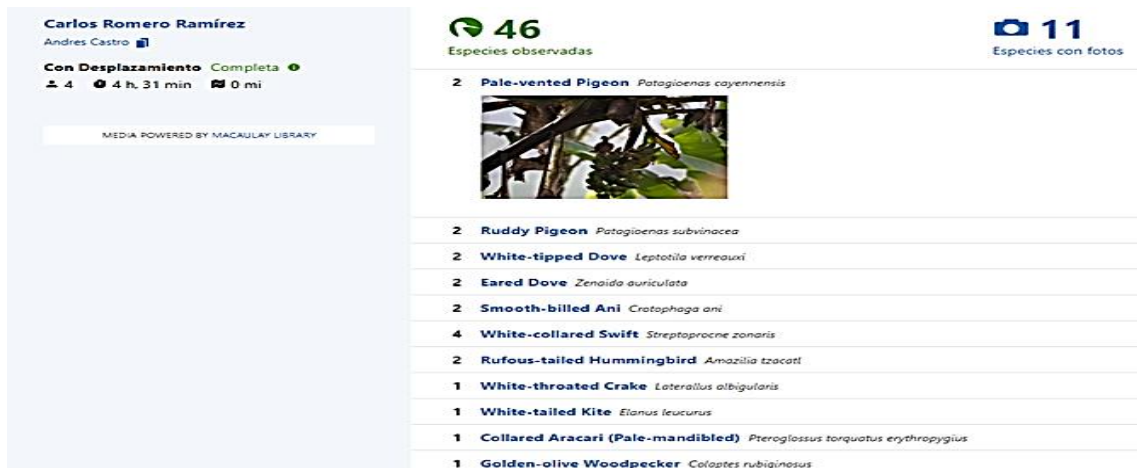 Carlos Romero Ramírez
Andres Castro
Con Desplazamiento Completa
4 4 h, 31 min 0 mi
MEDIA POWERED BY MACAULAY LIBRARY
46
Especies observadas
11
Especies con fotos
2 Pale-vented Pigeon Patagioenas cayennensis
2 Ruddy Pigeon Patagioenas subvinacea
2 White-tipped Dove Leptotila verreauxi
2 Eared Dove Zenaida auriculata
2 Smooth-billed Ani Crotophaga ani
4 White-collared Swift Streptoprocne zonaris
2 Rufous-tailed Hummingbird Amazilia tzacatl
1 White-throated Crake Laterallus albigularis
1 White-tailed Kite Elanus leucurus
1 Collared Aracari (Pale-mandibled) Pteroglossus torquatus erythropygius
1 Golden-olive Woodpecker Colaptes rubiginosus